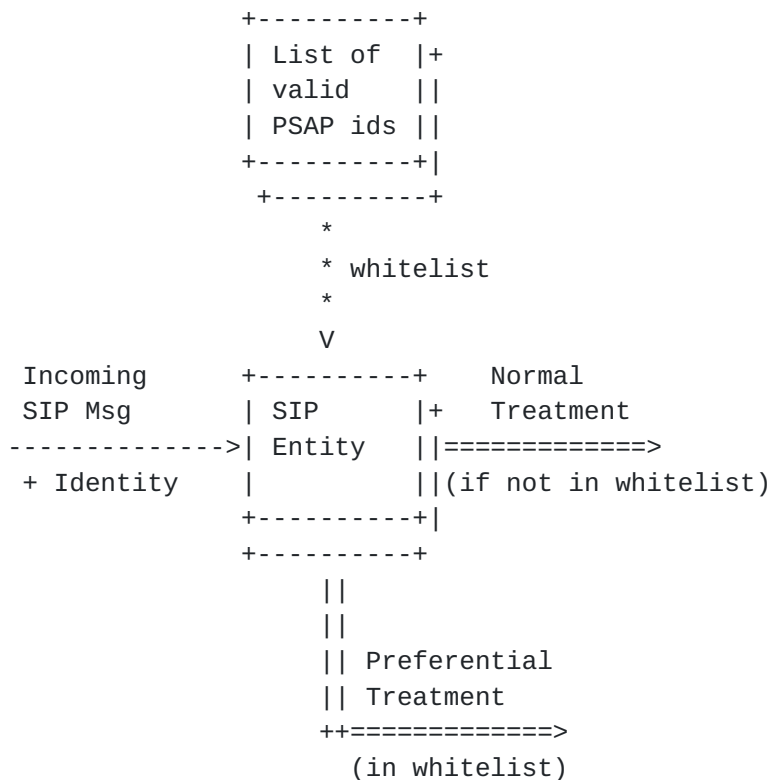 +----------+
| List of  |+
| valid    ||
| PSAP ids ||
+----------+|
+----------+
*
* whitelist
*
V
Incoming      +----------+    Normal
SIP Msg       | SIP      |+   Treatment
-------------->| Entity   ||=============>
+ Identity    |          ||(if not in whitelist)
+----------+|
+----------+
||
||
|| Preferential
|| Treatment
++=============>
(in whitelist)